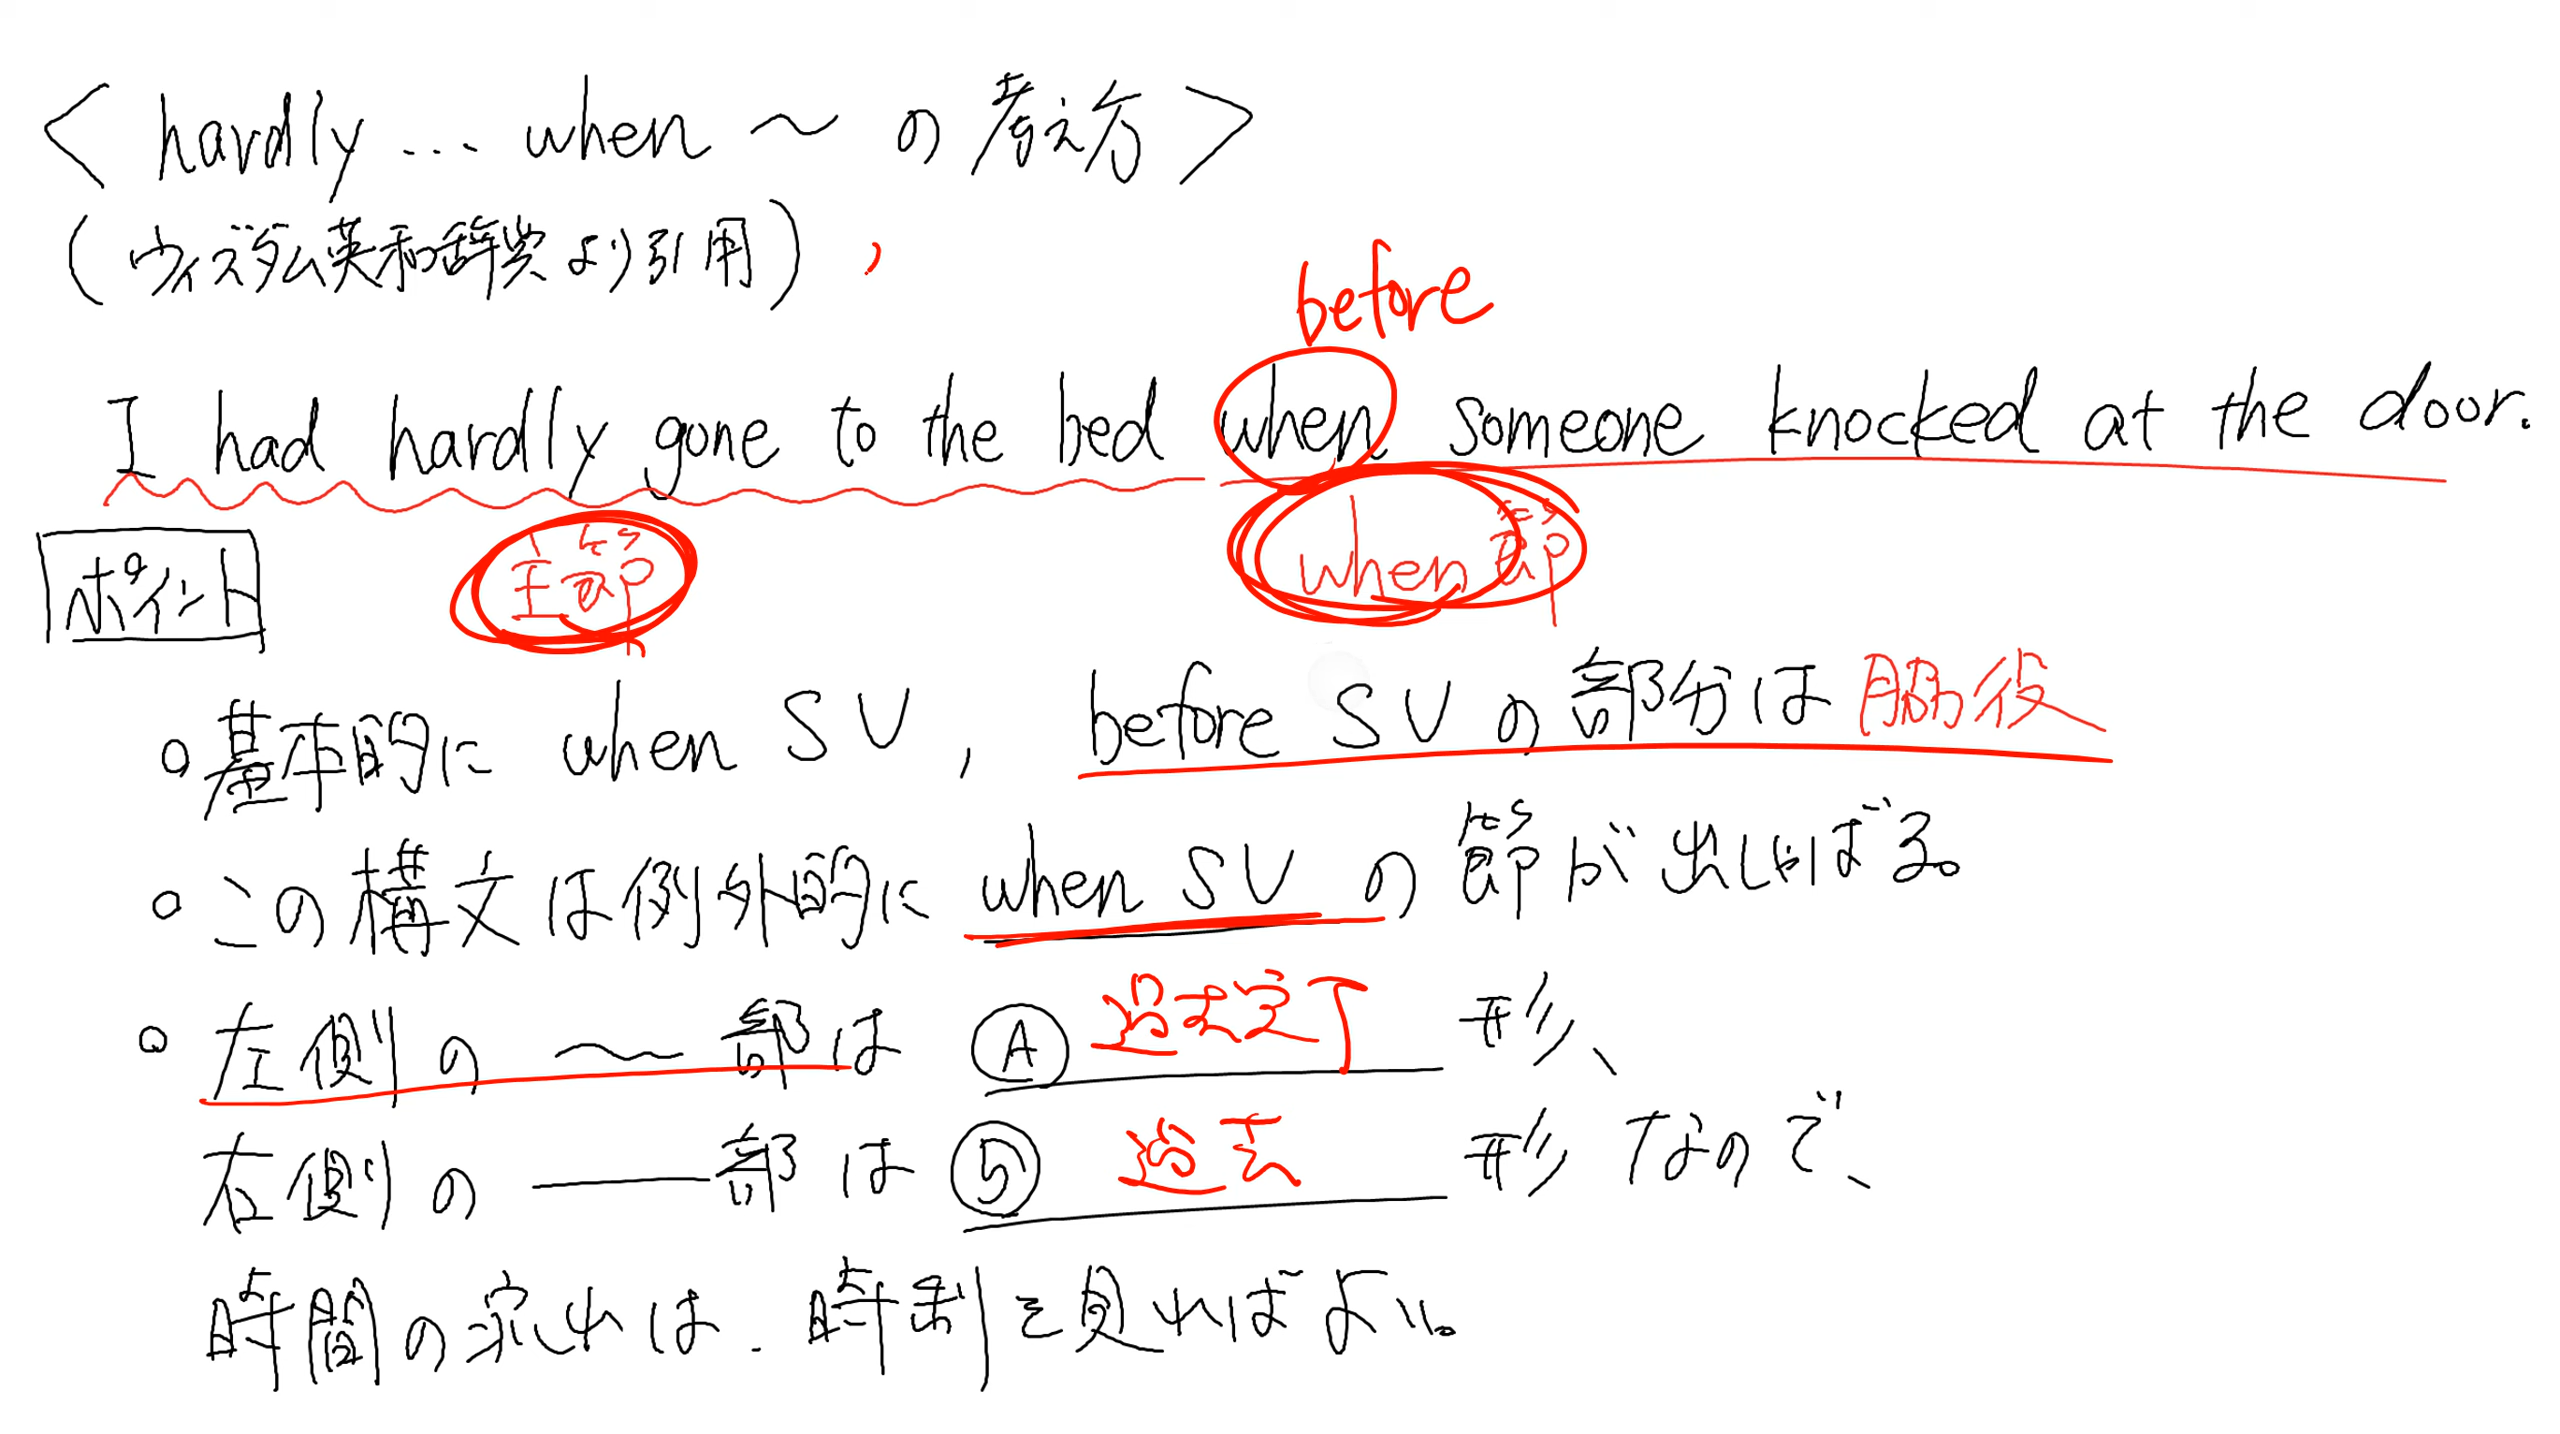 < hardly … when ～ の考え方 >
(ウィズダム英和辞典より引用)
before
I had hardly gone to the bed when someone knocked at the door.
主節 when節
ポイント
○基本的に when SV, before SV の部分は脇役
○この構文は例外的に when SV の節が出しゃばる。
○左側の 〜〜 部は Ⓐ 過去完了 形、
右側の ―― 部は ⑤ 過去 形なので、
時間の流れは、時制を見ればよい。